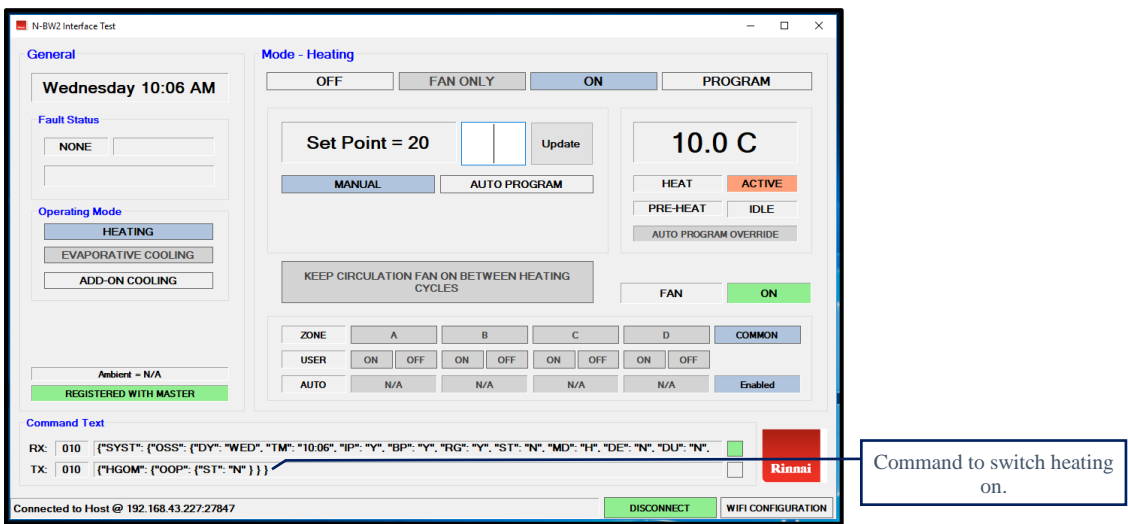 N-BW2 Interface Test
General
Wednesday 10:06 AM
Fault Status
NONE
Operating Mode
HEATING
EVAPORATIVE COOLING
ADD-ON COOLING
Ambient = N/A
REGISTERED WITH MASTER
Mode - Heating
OFF FAN ONLY ON PROGRAM
Set Point = 20 Update
MANUAL AUTO PROGRAM
10.0 C
HEAT ACTIVE
PRE-HEAT IDLE
AUTO PROGRAM OVERRIDE
KEEP CIRCULATION FAN ON BETWEEN HEATING
CYCLES
FAN ON
ZONE A B C D COMMON
USER ON OFF ON OFF ON OFF ON OFF
AUTO N/A N/A N/A N/A Enabled
Command Text
RX: 010 {"SYST": {"OSS": {"DY": "WED", "TM": "10:06", "IP": "Y", "BP": "Y", "RG": "Y", "ST": "N", "MD": "H", "DE": "N", "DU": "N",
TX: 010 {"HGOM": {"OOP": {"ST": "N" } } }
Rinnai
Command to switch heating
on.
Connected to Host @ 192.168.43.227:27847 DISCONNECT WIFI CONFIGURATION